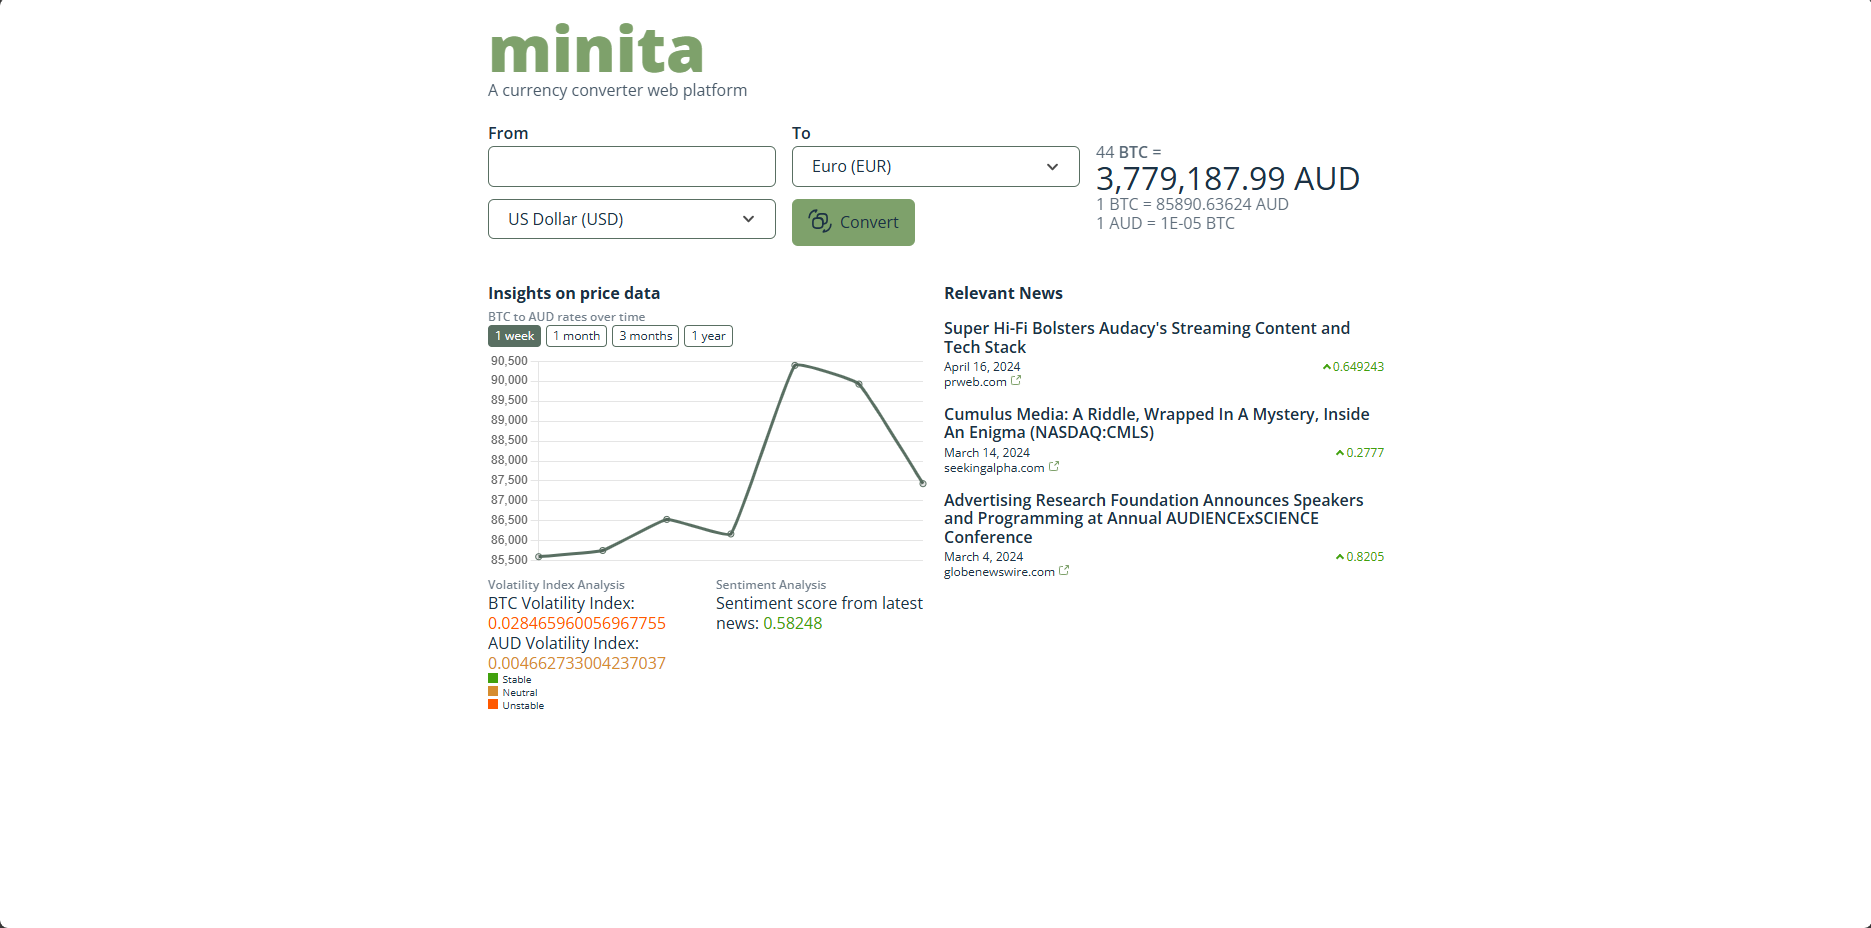 minita
A currency converter web platform
From
To
Euro (EUR)
US Dollar (USD)
Convert
44 BTC =
3,779,187.99 AUD
1 BTC = 85890.63624 AUD
1 AUD = 1E-05 BTC
Insights on price data
BTC to AUD rates over time
1 week
1 month
3 months
1 year
90,500
90,000
89,500
89,000
88,500
88,000
87,500
87,000
86,500
86,000
85,500
Volatility Index Analysis
BTC Volatility Index:
0.028465960056967755
AUD Volatility Index:
0.004662733004237037
Stable
Neutral
Unstable
Sentiment Analysis
Sentiment score from latest
news: 0.58248
Relevant News
Super Hi-Fi Bolsters Audacy's Streaming Content and
Tech Stack
April 16, 2024
0.649243
prweb.com
Cumulus Media: A Riddle, Wrapped In A Mystery, Inside
An Enigma (NASDAQ:CMLS)
March 14, 2024
0.2777
seekingalpha.com
Advertising Research Foundation Announces Speakers
and Programming at Annual AUDIENCExSCIENCE
Conference
March 4, 2024
0.8205
globenewswire.com